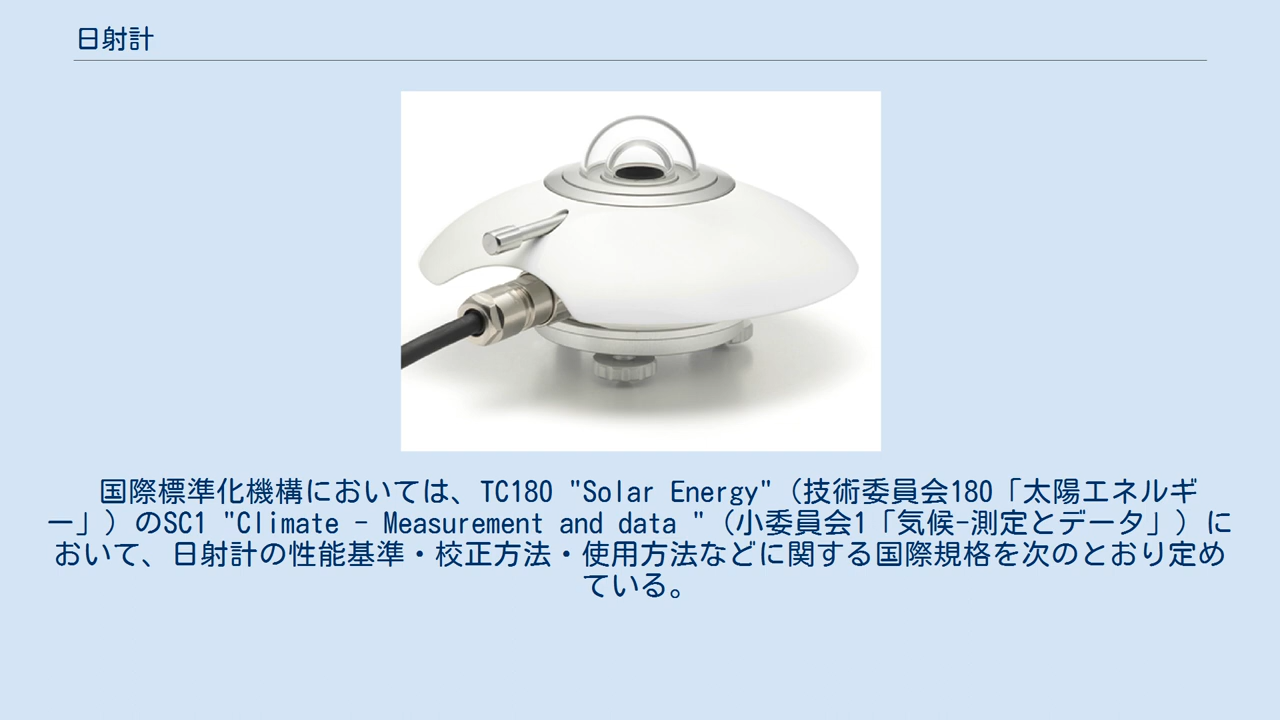 日射計
国際標準化機構においては、TC180 "Solar Energy"（技術委員会180「太陽エネルギ
ー」）のSC1 "Climate - Measurement and data "（小委員会1「気候-測定とデータ」）に
おいて、日射計の性能基準・校正方法・使用方法などに関する国際規格を次のとおり定め
ている。